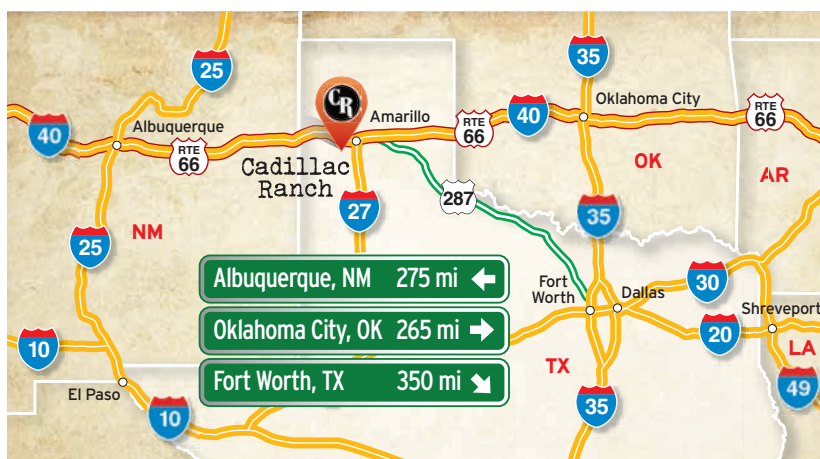 35
25
CR
Amarillo
40
Oklahoma City
RTE
66
RTE
66
40
Albuquerque
RTE
66
Cadillac
Ranch
OK
AR
27
287
35
NM
25
Albuquerque, NM 275 mi
Oklahoma City, OK 265 mi
Fort Worth, TX 350 mi
Fort
Worth
Dallas
30
Shreveport
20
LA
10
TX
El Paso
10
35
49